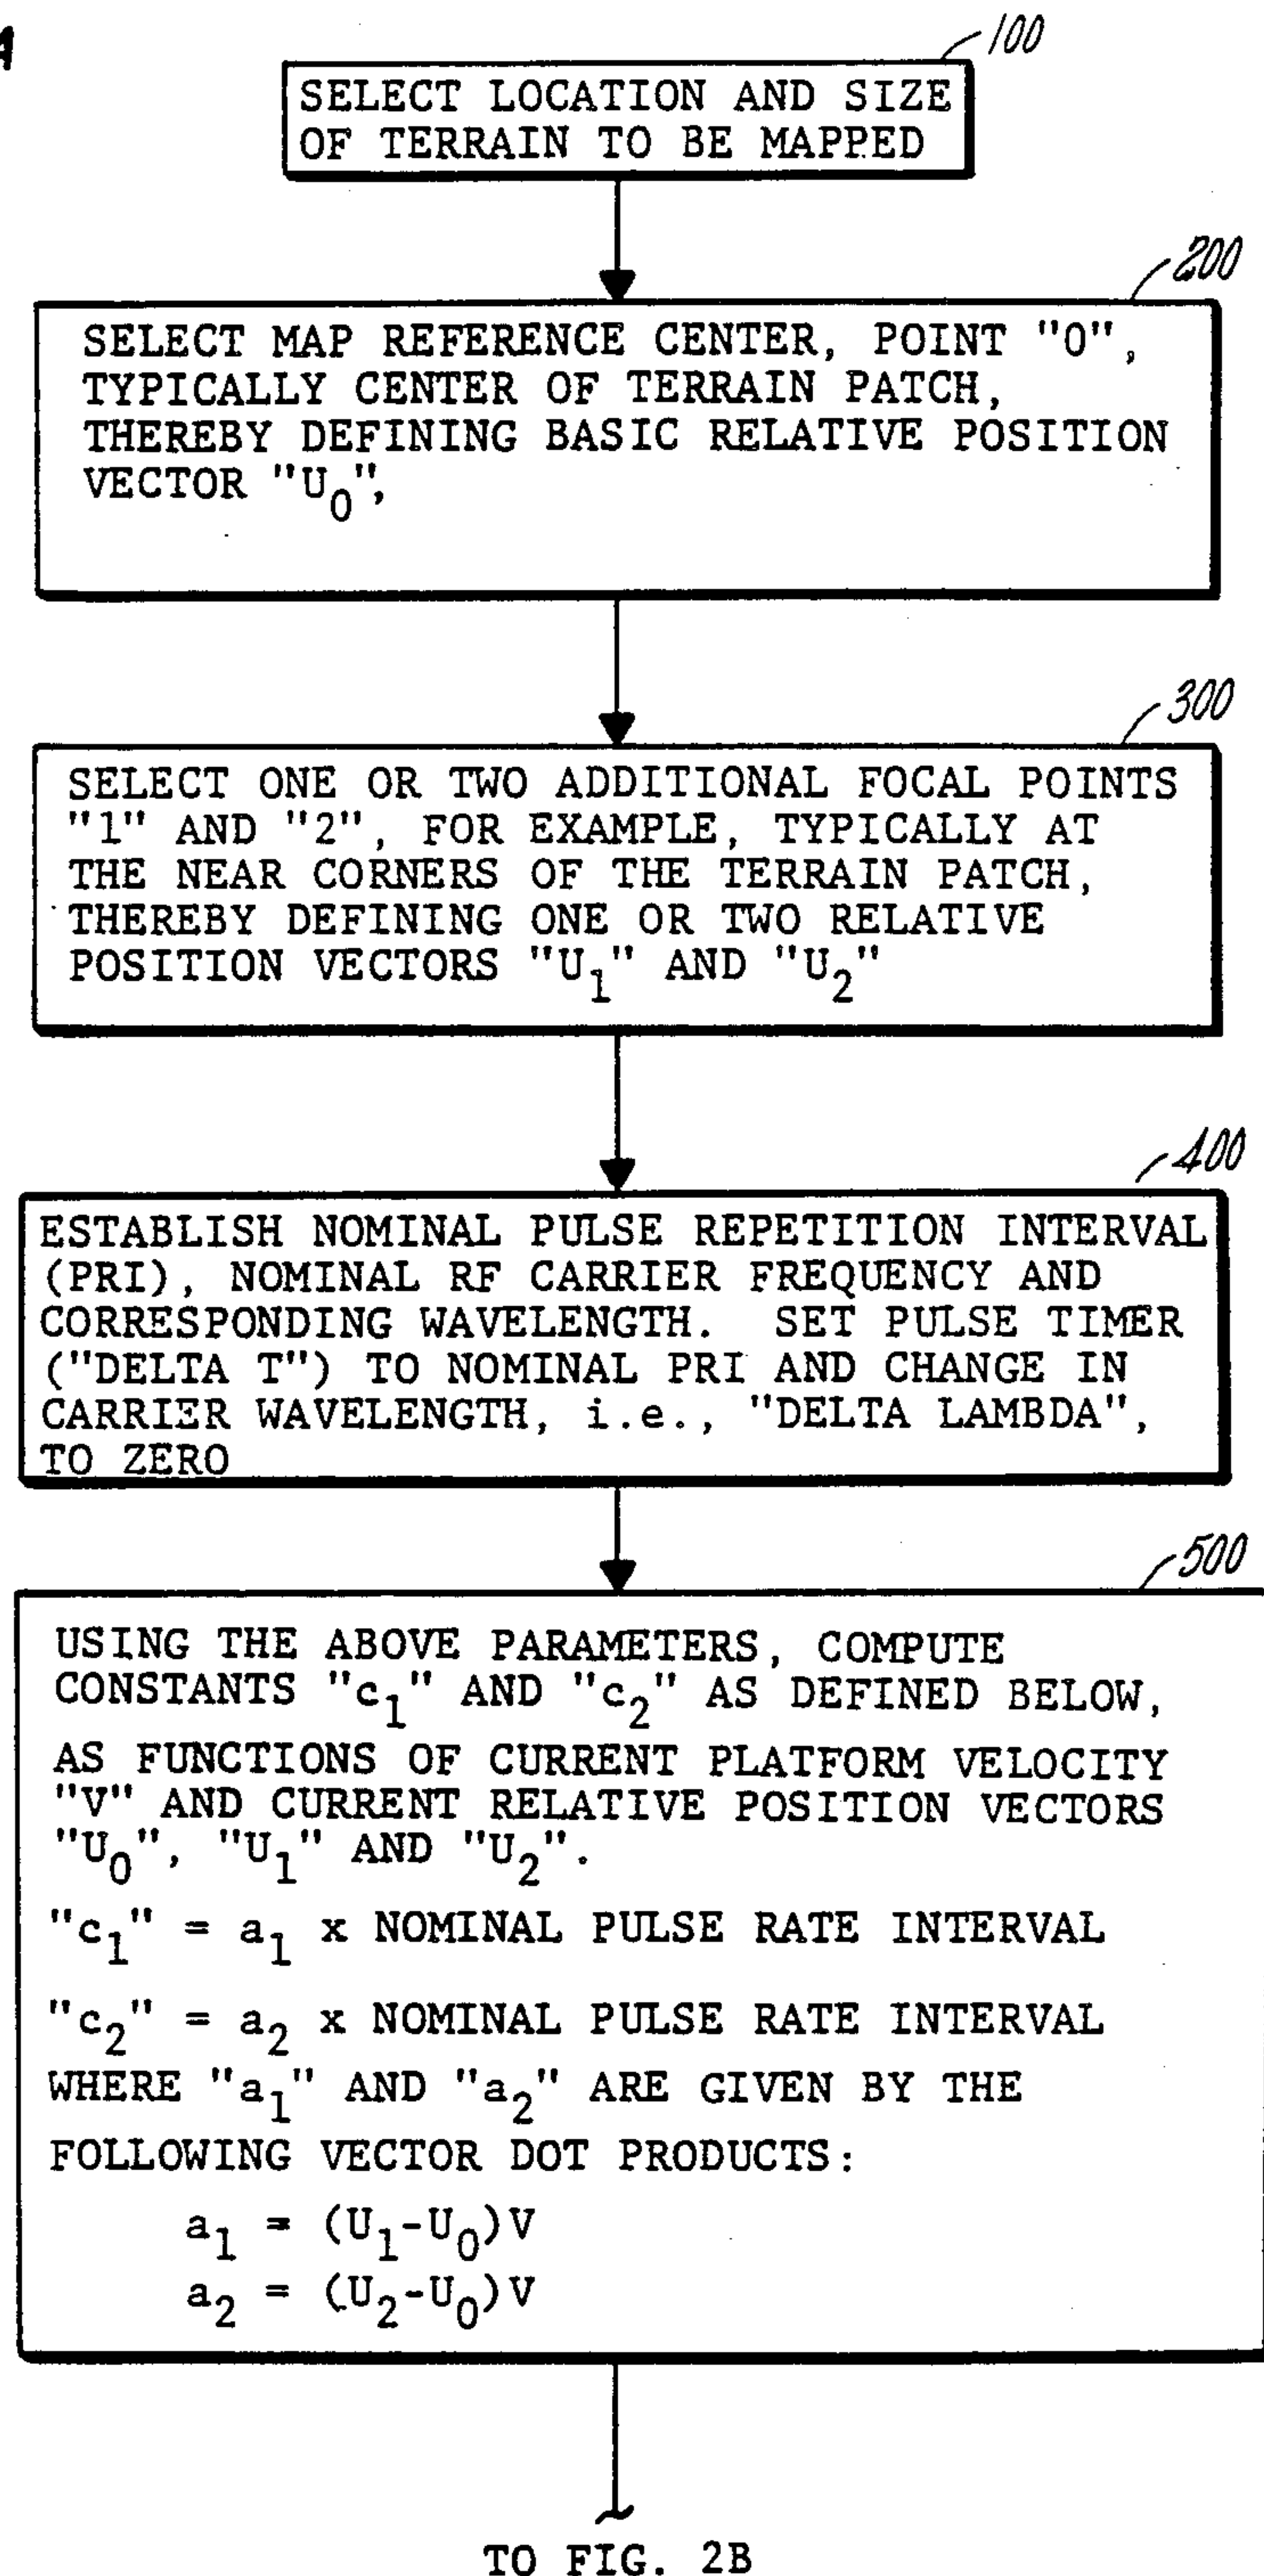 A
100
SELECT LOCATION AND SIZE
OF TERRAIN TO BE MAPPED
200
SELECT MAP REFERENCE CENTER, POINT "0",
TYPICALLY CENTER OF TERRAIN PATCH,
THEREBY DEFINING BASIC RELATIVE POSITION
VECTOR "U₀",
300
SELECT ONE OR TWO ADDITIONAL FOCAL POINTS
"1" AND "2", FOR EXAMPLE, TYPICALLY AT
THE NEAR CORNERS OF THE TERRAIN PATCH,
THEREBY DEFINING ONE OR TWO RELATIVE
POSITION VECTORS "U₁" AND "U₂"
400
ESTABLISH NOMINAL PULSE REPETITION INTERVAL
(PRI), NOMINAL RF CARRIER FREQUENCY AND
CORRESPONDING WAVELENGTH. SET PULSE TIMER
("DELTA T") TO NOMINAL PRI AND CHANGE IN
CARRIER WAVELENGTH, i.e., "DELTA LAMBDA",
TO ZERO
500
USING THE ABOVE PARAMETERS, COMPUTE
CONSTANTS "c₁" AND "c₂" AS DEFINED BELOW,
AS FUNCTIONS OF CURRENT PLATFORM VELOCITY
"V" AND CURRENT RELATIVE POSITION VECTORS
"U₀", "U₁" AND "U₂".
"c₁" = a₁ x NOMINAL PULSE RATE INTERVAL
"c₂" = a₂ x NOMINAL PULSE RATE INTERVAL
WHERE "a₁" AND "a₂" ARE GIVEN BY THE
FOLLOWING VECTOR DOT PRODUCTS:
a₁ = (U₁-U₀)V
a₂ = (U₂-U₀)V
TO FIG. 2B